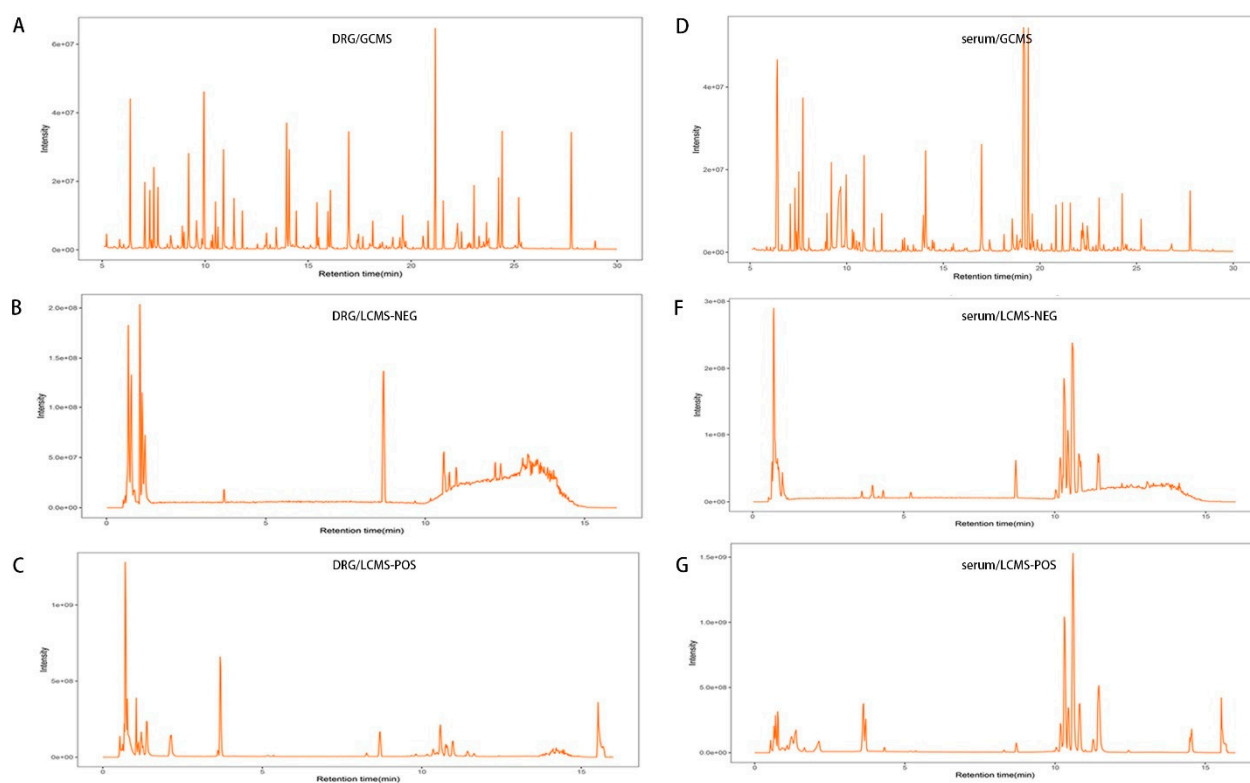 A
DRG/GCMS
6e+07
4e+07
2e+07
0e+00
Intensity
5 10 15 20 25 30
Retention time(min)
D
serum/GCMS
4e+07
2e+07
0e+00
Intensity
5 10 15 20 25 30
Retention time(min)
B
DRG/LCMS-NEG
2.0e+08
1.5e+08
1.0e+08
5.0e+07
0.0e+00
Intensity
0 5 10 15
Retention time(min)
F
serum/LCMS-NEG
3e+08
2e+08
1e+08
0e+00
Intensity
0 5 10 15
Retention time(min)
C
DRG/LCMS-POS
1e+09
5e+08
0e+00
Intensity
0 5 10 15
Retention time(min)
G
serum/LCMS-POS
1.5e+09
1.0e+09
5.0e+08
0.0e+00
Intensity
0 5 10 15
Retention time(min)